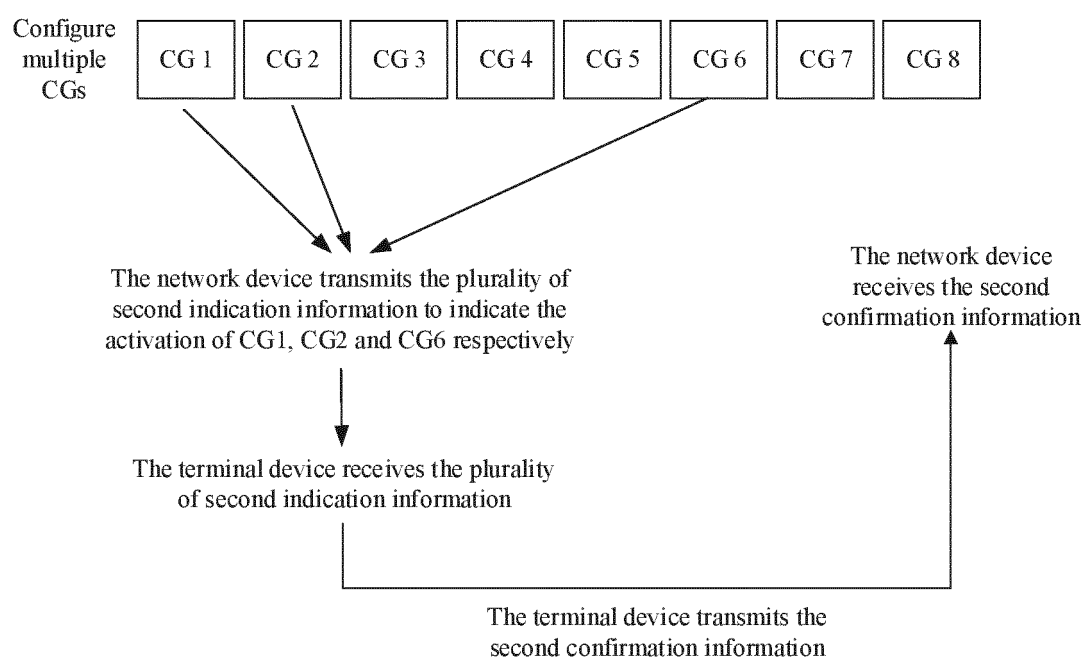 Configure
multiple
CGs
CG 1
CG 2
CG 3
CG 4
CG 5
CG 6
CG 7
CG 8
The network device transmits the plurality of
second indication information to indicate the
activation of CG1, CG2 and CG6 respectively
The network device
receives the second
confirmation information
The terminal device receives the plurality
of second indication information
The terminal device transmits the
second confirmation information